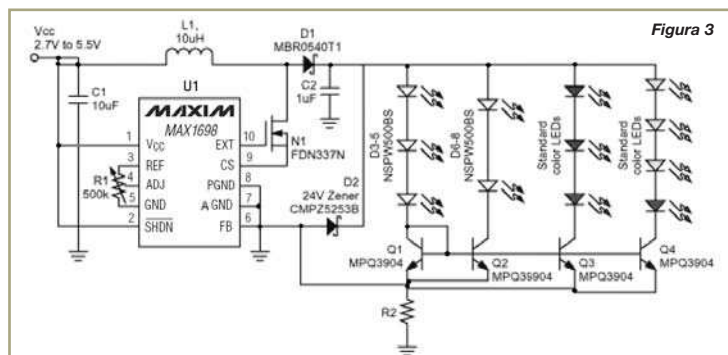 Figura 3
Vcc
2.7V to 5.5V
L1,
10uH
D1
MBR0540T1
C1
10uF
U1
C2
1uF
MAXIM
MAX1698
1
Vcc
EXT
10
N1
FDN337N
3
REF
CS
9
R1
500k
4
ADJ
PGND
8
5
GND
A GND
7
2
SHDN
FB
6
D2
24V Zener
CMPZ5253B
D3-5
NSPW500BS
D6-8
NSPW500BS
Standard
color LEDs
Standard
color LEDs
Q1
MPQ3904
Q2
MPQ39904
Q3
MPQ3904
Q4
MPQ3904
R2